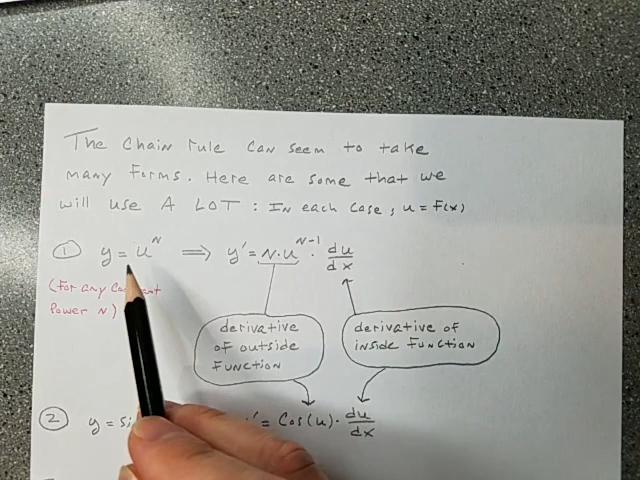 The Chain rule Can seem to take
many Forms. Here are some that we
will use A LOT : In each case, u = F(x)
① y = u^N ⟹ y' = N·u^(N-1) · du/dx
(For any
Power N)
derivative
of outside
Function
derivative of
inside Function
② y = = Cos(u) · du/dx